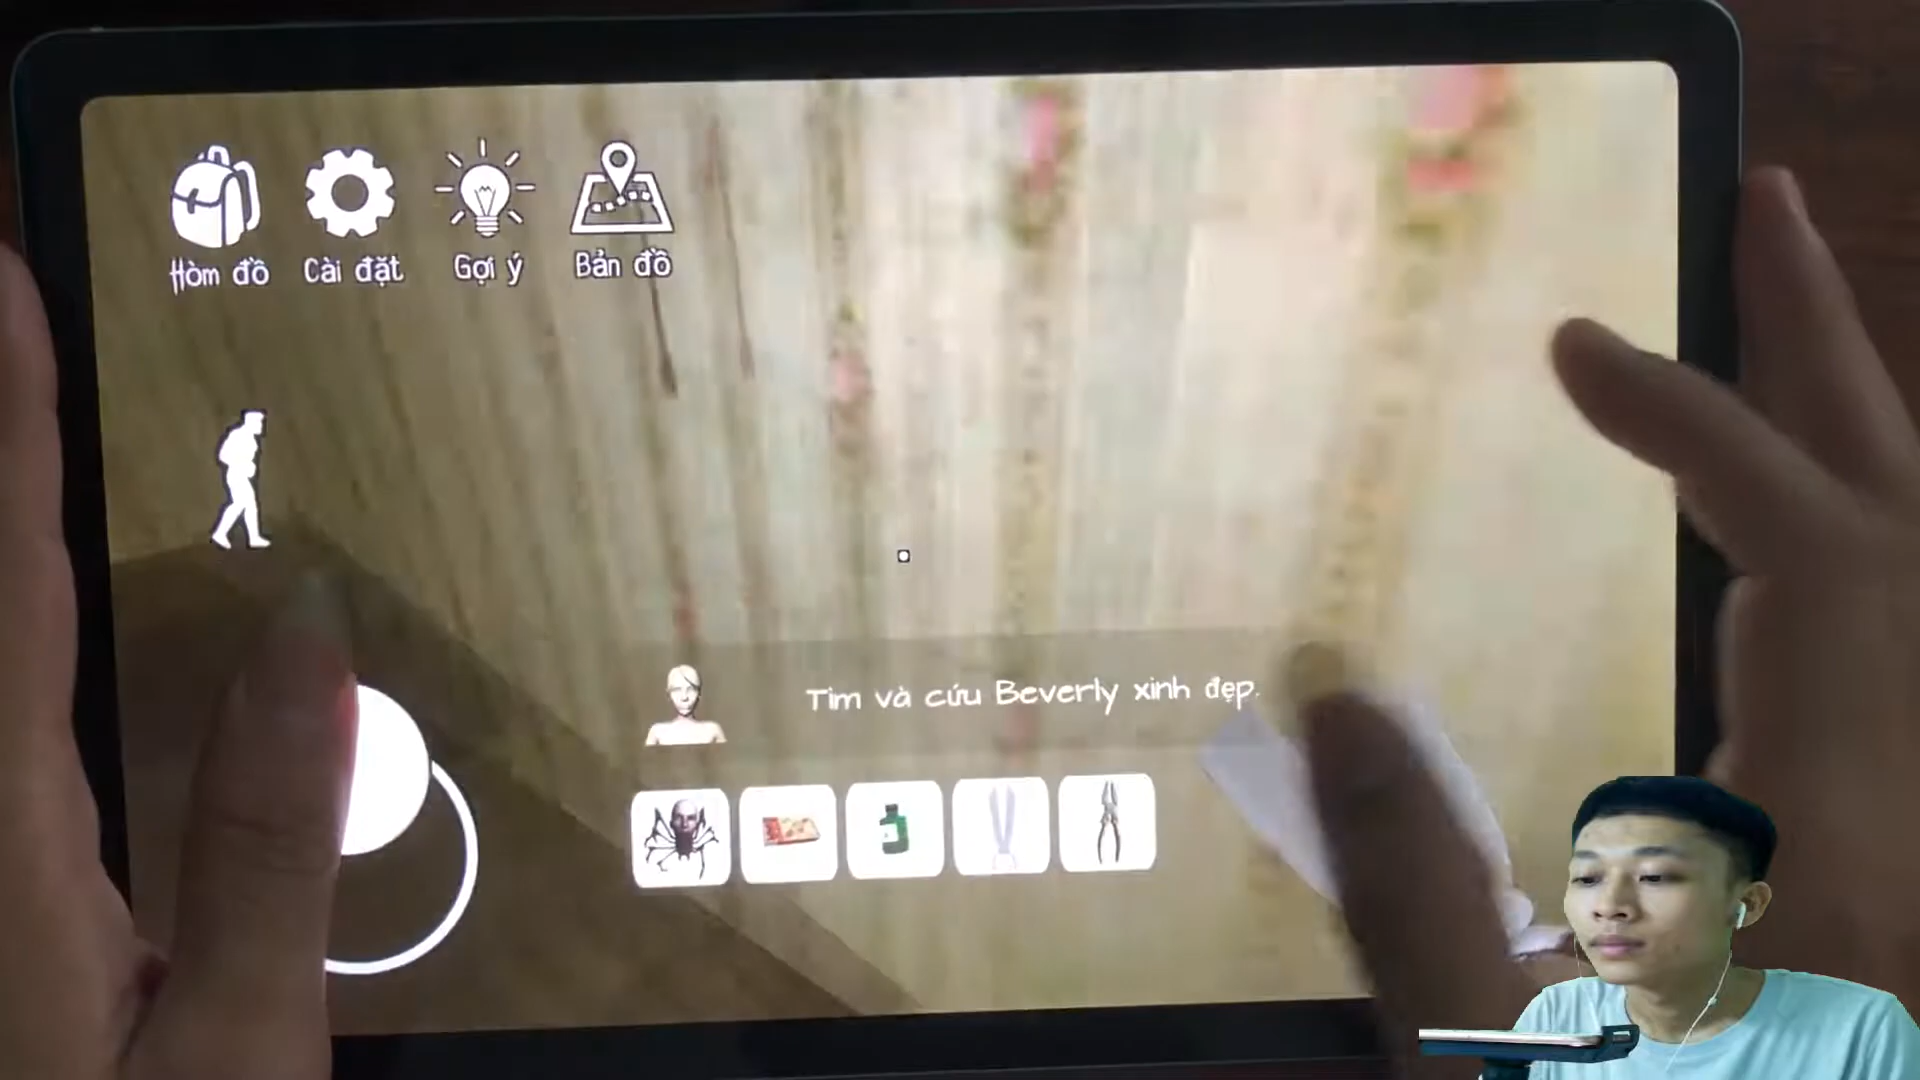 Hòm đồ
Cài đặt
Gợi ý
Bản đồ
Tìm và cứu Beverly xinh đẹp.